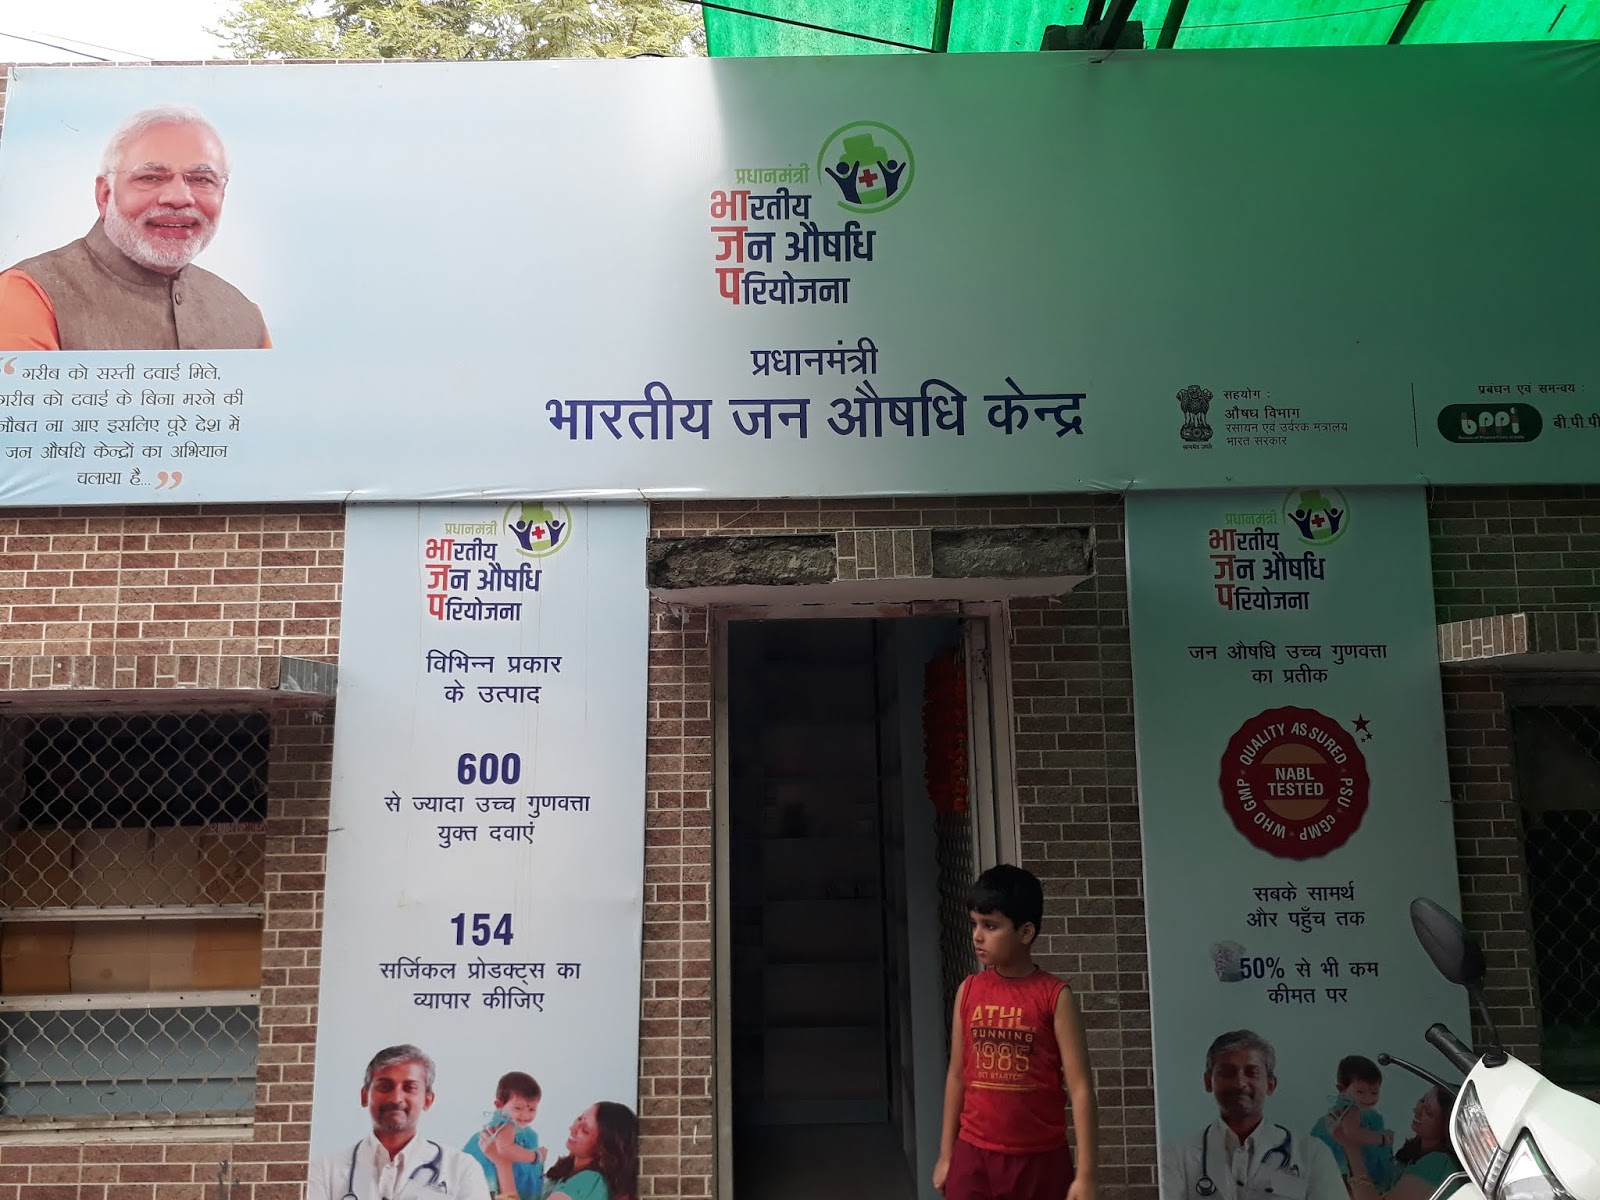 प्रधानमंत्री
भारतीय
जन औषधि
परियोजना
प्रधानमंत्री
भारतीय जन औषधि केन्द्र
“ गरीब को सस्ती दवाई मिले,
गरीब को दवाई के बिना मरने की
नौबत ना आए इसलिए पूरे देश में
जन औषधि केन्द्रों का अभियान
चलाया है... ”
सहयोग :
औषध विभाग
रसायन एवं उर्वरक मंत्रालय
भारत सरकार
प्रबंधन एवं समन्वय :
bppi
बी.पी.पी
प्रधानमंत्री
भारतीय
जन औषधि
परियोजना
विभिन्न प्रकार
के उत्पाद
600
से ज्यादा उच्च गुणवत्ता
युक्त दवाएं
154
सर्जिकल प्रोडक्ट्स का
व्यापार कीजिए
प्रधानमंत्री
भारतीय
जन औषधि
परियोजना
जन औषधि उच्च गुणवत्ता
का प्रतीक
QUALITY ASSURED * PSU * cGMP * WHO GMP *
NABL
TESTED
सबके सामर्थ
और पहुँच तक
50% से भी कम
कीमत पर
ATHL.
RUNNING
1985
GET STARTED